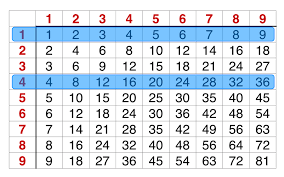 1 2 3 4 5 6 7 8 9
1 1 2 3 4 5 6 7 8 9
2 2 4 6 8 10 12 14 16 18
3 3 6 9 12 15 18 21 24 27
4 4 8 12 16 20 24 28 32 36
5 5 10 15 20 25 30 35 40 45
6 6 12 18 24 30 36 42 48 54
7 7 14 21 28 35 42 49 56 63
8 8 16 24 32 40 48 56 64 72
9 9 18 27 36 45 54 63 72 81